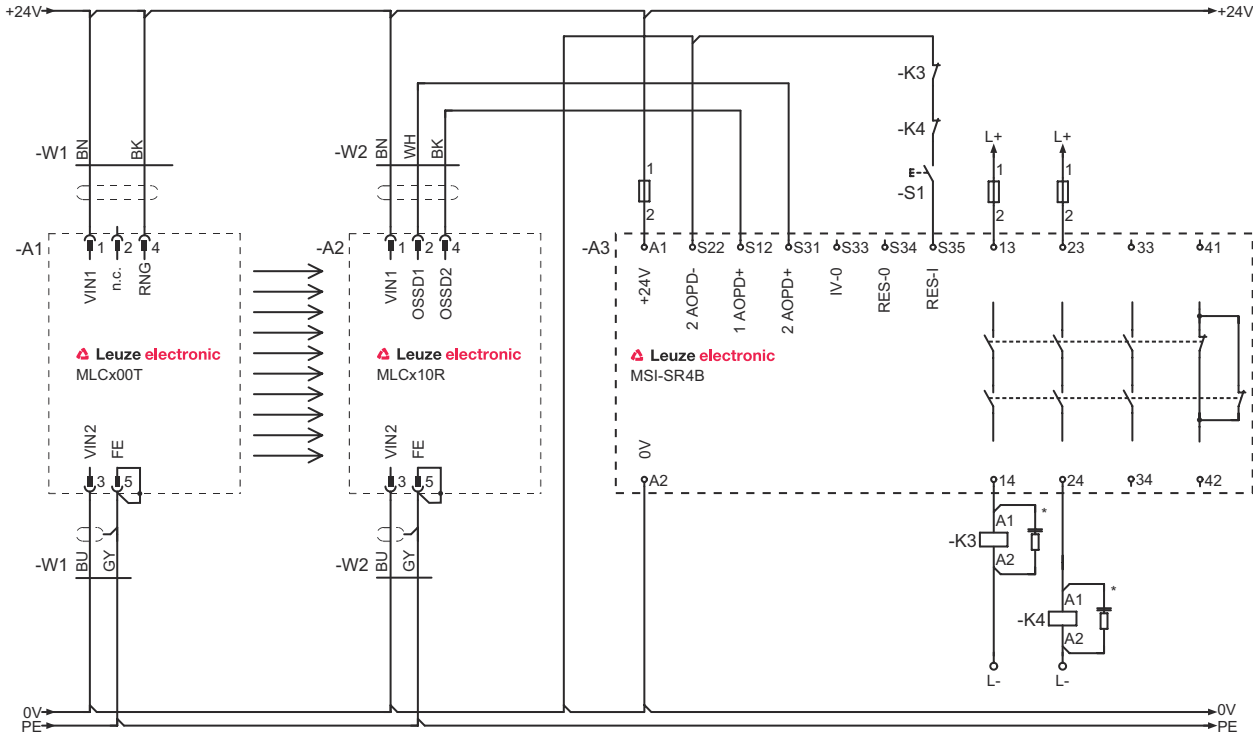 +24V
+24V
-K3
-K4
-S1
E
-W1
BN
BK
-W2
BN
WH
BK
L+
L+
1
2
1
2
1
2
-A1
1
2
4
-A2
1
2
4
-A3
A1
S22
S12
S31
S33
S34
S35
13
23
33
41
VIN1
n.c.
RNG
VIN1
OSSD1
OSSD2
+24V
2 AOPD-
1 AOPD+
2 AOPD+
IV-0
RES-0
RES-I
Leuze electronic
MLCx00T
Leuze electronic
MLCx10R
Leuze electronic
MSI-SR4B
VIN2
FE
VIN2
FE
0V
3
5
3
5
A2
14
24
34
42
-W1
BU
GY
-W2
BU
GY
-K3
A1
A2
*
-K4
A1
A2
*
L-
L-
0V
0V
PE
PE